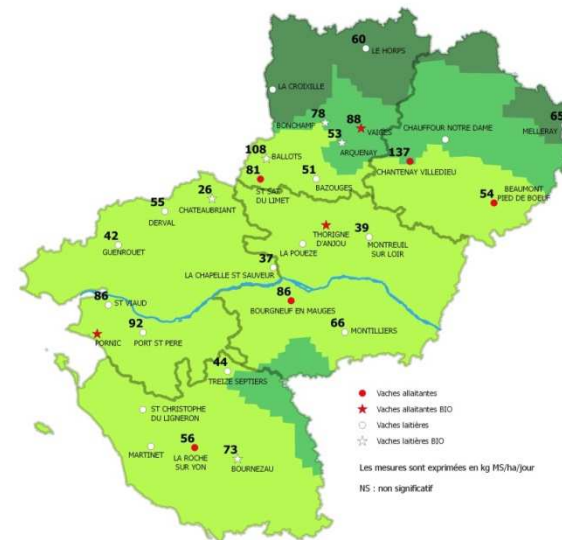 60
LE HORPS
LA CROIXILLE
78
BONCHAMP
88
VAIGES
53
ARQUENAY
65
MELLERAY
CHAUFFOUR NOTRE DAME
108
BALLOTS
81
ST SAT
DU LIMET
51
BAZOUGES
137
CHANTENAY VILLEDIEU
54
BEAUMONT
PIED DE BOEUF
26
CHATEAUBRIANT
55
DERVAL
42
GUENROUET
THORIGNE
D'ANJOU
39
MONTREUIL
SUR LOIR
LA POUEZE
37
LA CHAPELLE ST SAUVEUR
86
ST VIAUD
86
BOURGNEUF EN MAUGES
92
PORT ST PERE
PORNIC
66
MONTILLIERS
44
TREIZE SEPTIERS
ST CHRISTOPHE
DU LIGNERON
MARTINET
56
LA ROCHE
SUR YON
73
BOURNEZAU
Vaches allaitantes
Vaches allaitantes BIO
Vaches laitières
Vaches laitières BIO
Les mesures sont exprimées en kg MS/ha/jour
NS : non significatif